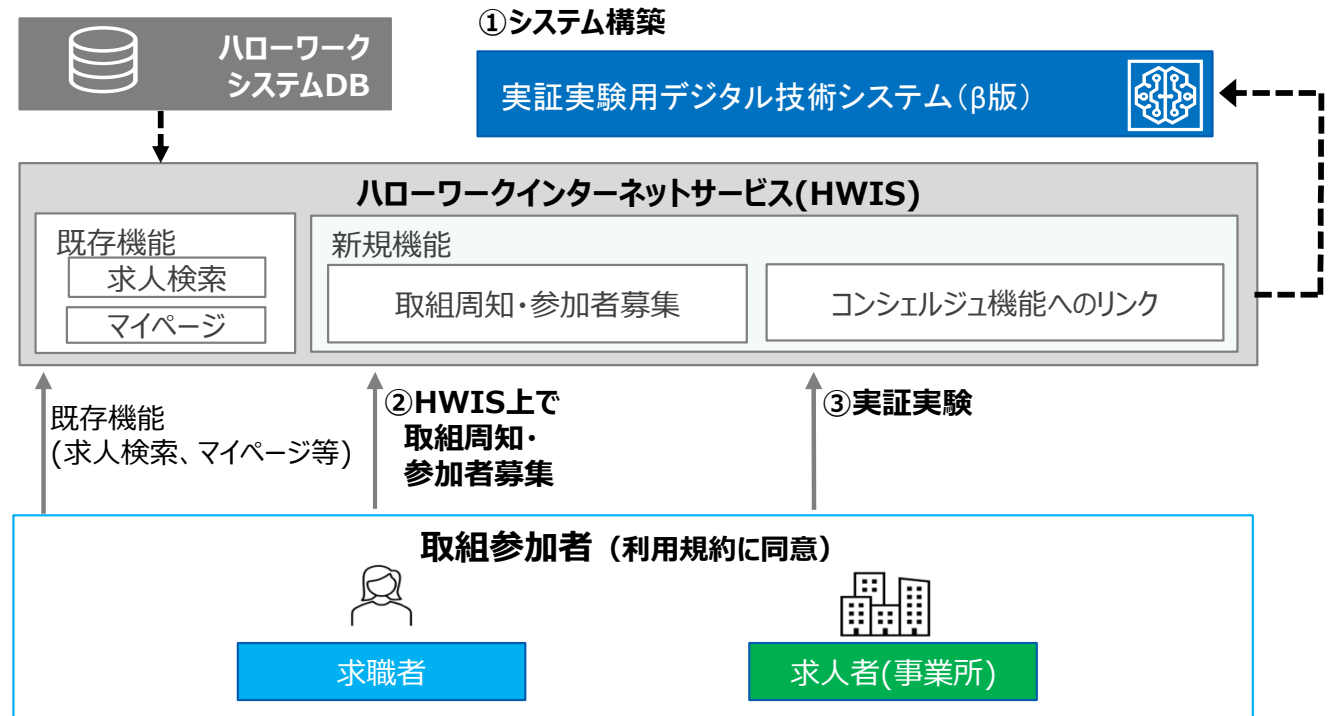 ①システム構築
ハローワーク
システムDB
実証実験用デジタル技術システム（β版）
ハローワークインターネットサービス(HWIS)
既存機能
求人検索
マイページ
新規機能
取組周知・参加者募集
コンシェルジュ機能へのリンク
既存機能
(求人検索、マイページ等)
②HWIS上で
取組周知・
参加者募集
③実証実験
取組参加者（利用規約に同意）
求職者
求人者(事業所)